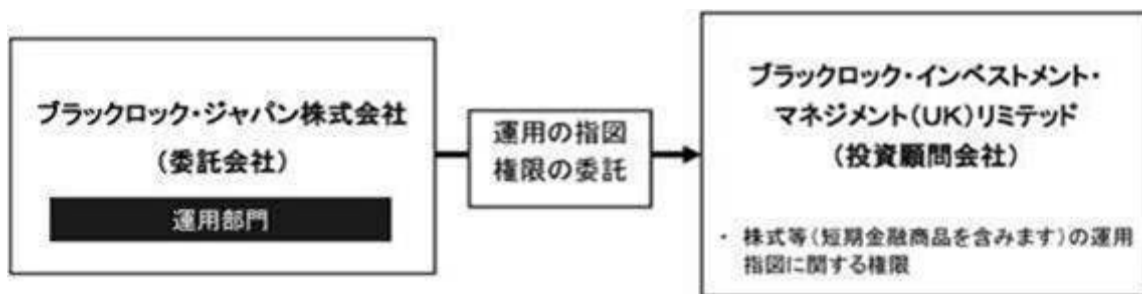 ブラックロック・ジャパン株式会社
(委託会社)
運用部門
運用の指図
権限の委託
ブラックロック・インベストメント・
マネジメント(UK)リミテッド
(投資顧問会社)
・ 株式等(短期金融商品を含みます)の運用
指図に関する権限